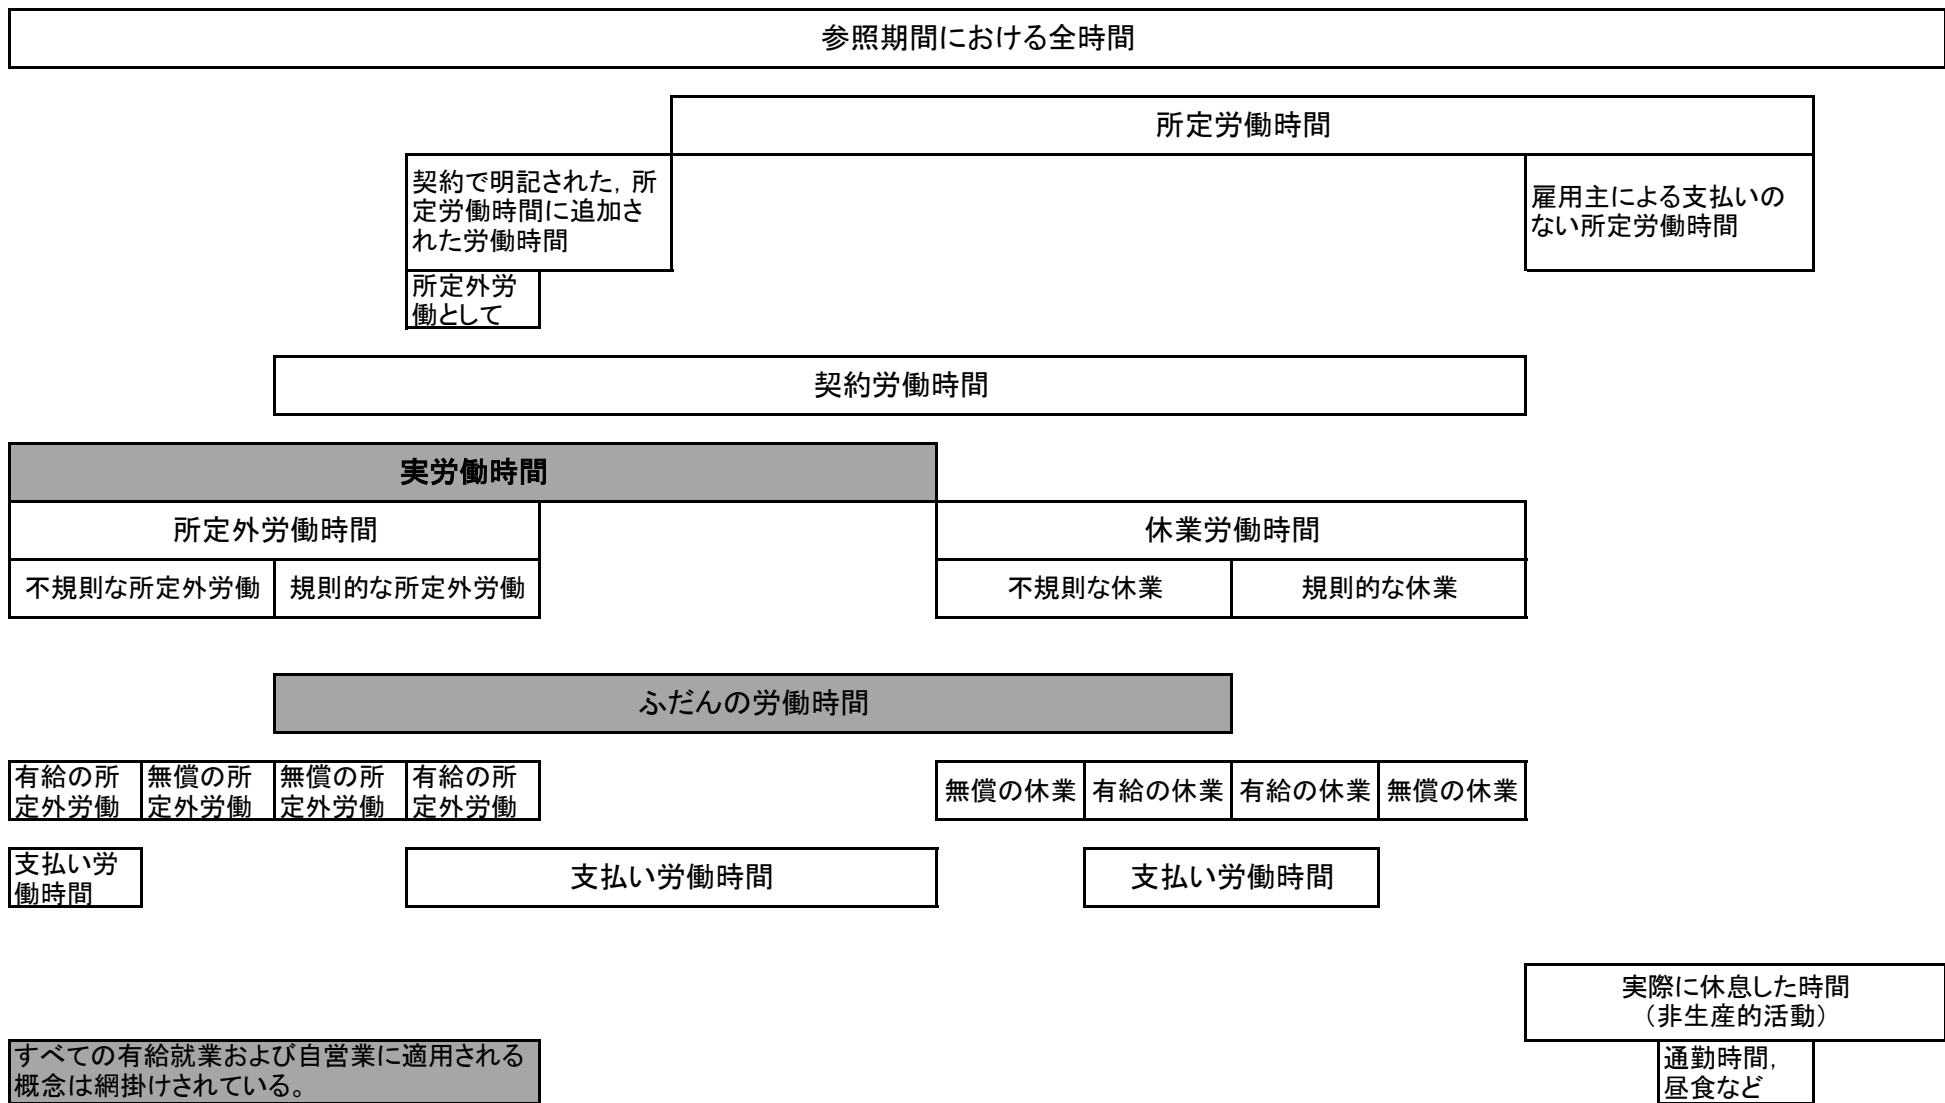 参照期間における全時間
所定労働時間
契約で明記された，所
定労働時間に追加さ
れた労働時間
雇用主による支払いの
ない所定労働時間
所定外労
働として
契約労働時間
実労働時間
所定外労働時間
休業労働時間
不規則な所定外労働
規則的な所定外労働
不規則な休業
規則的な休業
ふだんの労働時間
有給の所
定外労働
無償の所
定外労働
無償の所
定外労働
有給の所
定外労働
無償の休業
有給の休業
有給の休業
無償の休業
支払い労
働時間
支払い労働時間
支払い労働時間
実際に休息した時間
（非生産的活動）
すべての有給就業および自営業に適用される
概念は網掛けされている。
通勤時間，
昼食など